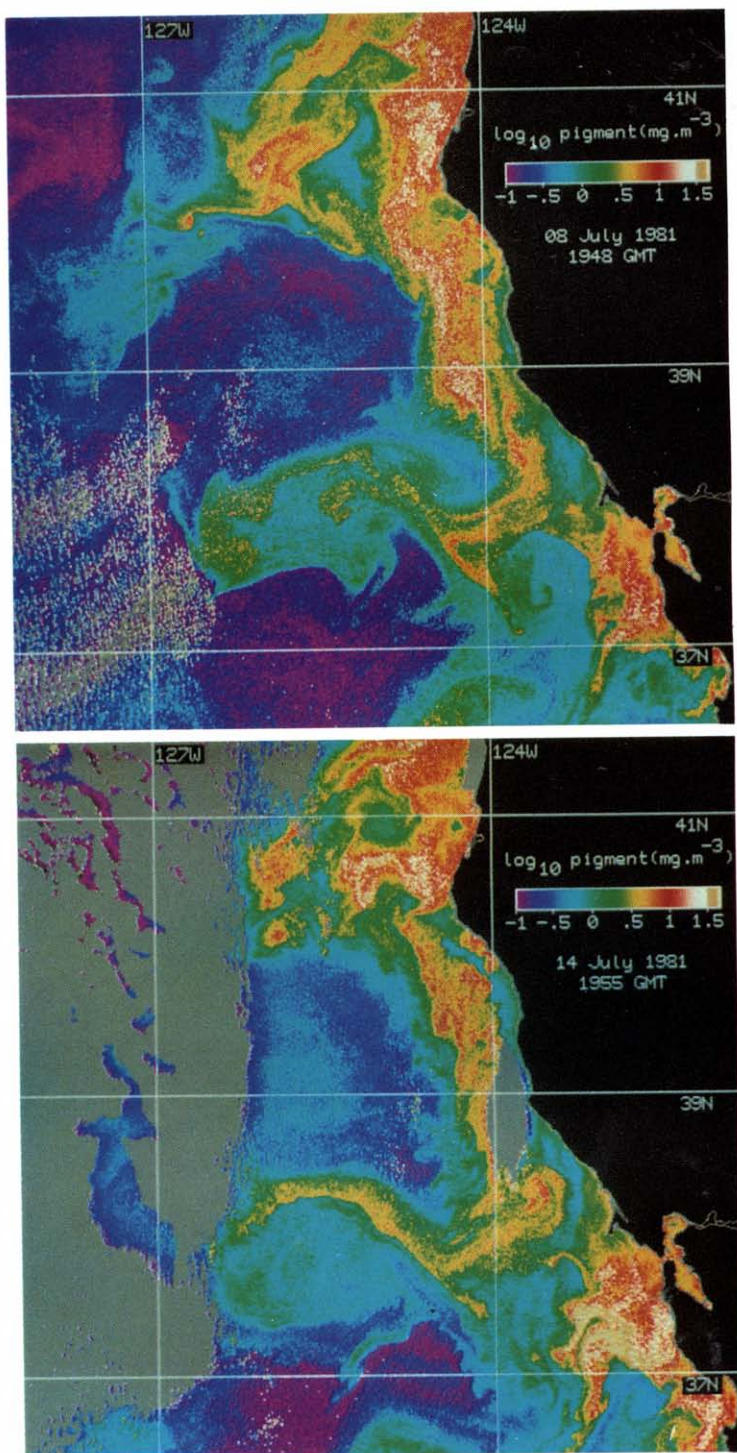 127W 124W
41N
log10 pigment(mg.m-3)
-1 -.5 0 .5 1 1.5
08 July 1981
1948 GMT
39N
37N
127W 124W
41N
log10 pigment(mg.m-3)
-1 -.5 0 .5 1 1.5
14 July 1981
1955 GMT
39N
37N